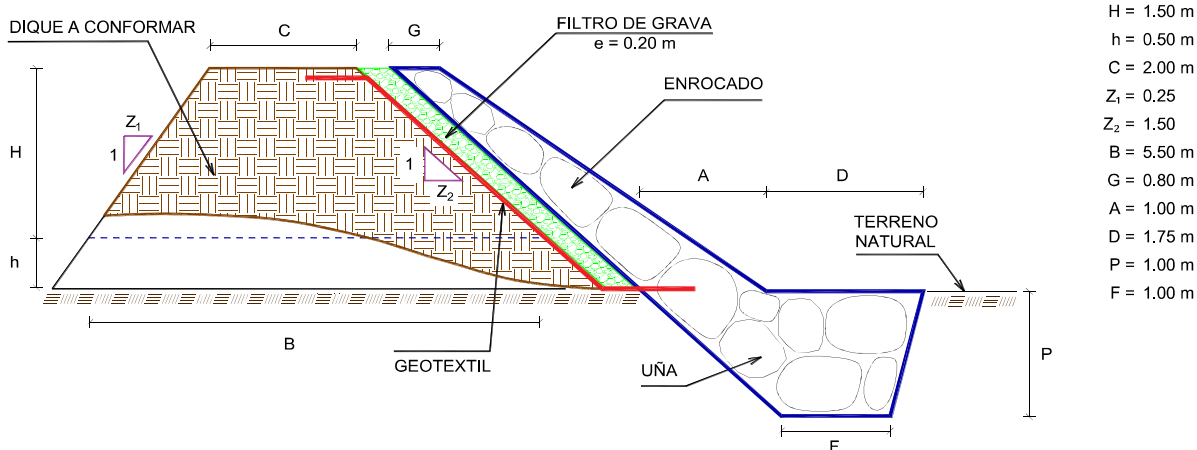 DIQUE A CONFORMAR
C
G
FILTRO DE GRAVA
e = 0.20 m
ENROCADO
H
h
Z₁
1
1
Z₂
A
D
TERRENO
NATURAL
B
GEOTEXTIL
UÑA
P
F
H = 1.50 m
h = 0.50 m
C = 2.00 m
Z₁ = 0.25
Z₂ = 1.50
B = 5.50 m
G = 0.80 m
A = 1.00 m
D = 1.75 m
P = 1.00 m
F = 1.00 m